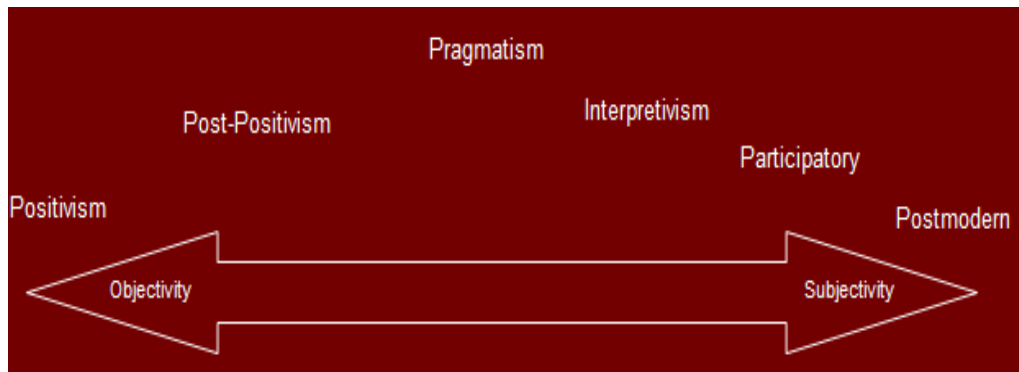 Pragmatism
Interpretivism
Post-Positivism
Participatory
Positivism
Postmodern
Objectivity
Subjectivity